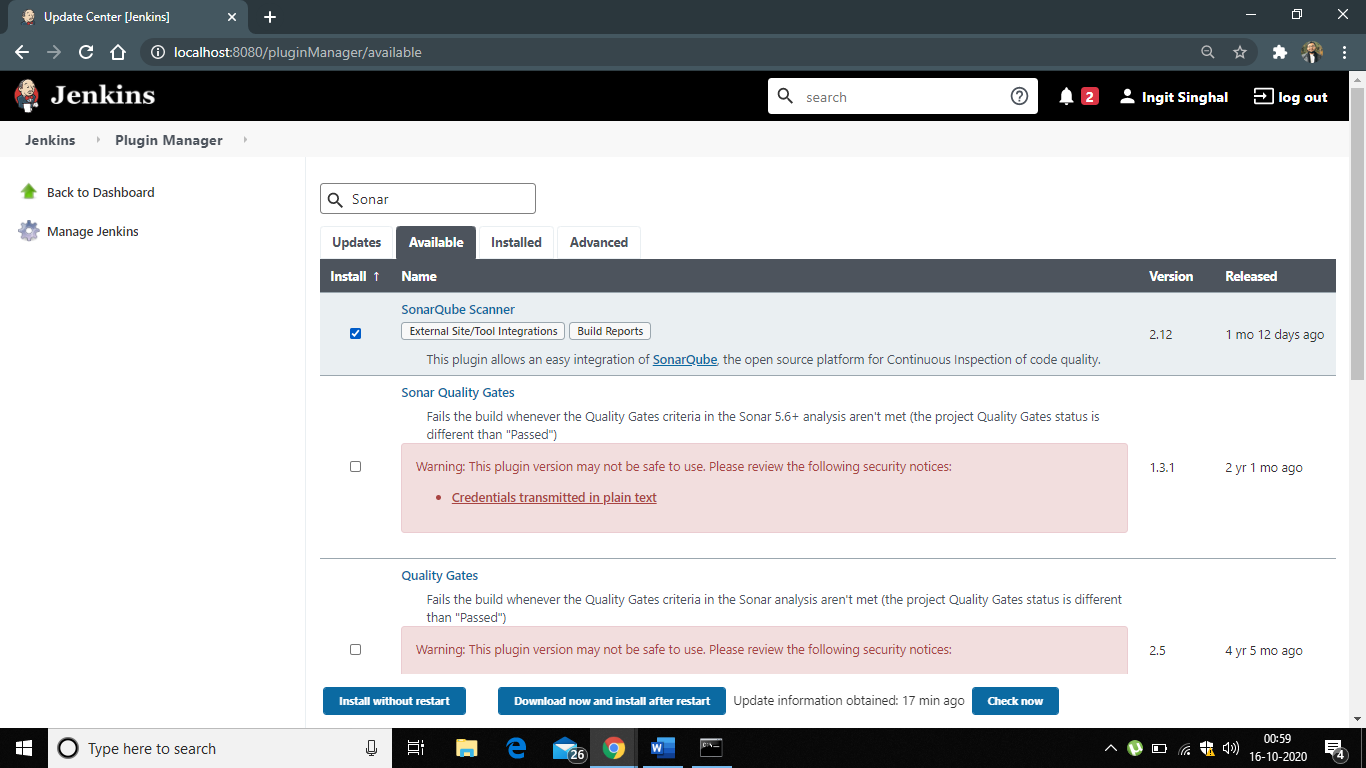 Update Center [Jenkins]
localhost:8080/pluginManager/available
Jenkins
search
2
Ingit Singhal
log out
Jenkins
Plugin Manager
Back to Dashboard
Manage Jenkins
Sonar
Updates
Available
Installed
Advanced
Install ↑ Name Version Released
SonarQube Scanner
External Site/Tool Integrations Build Reports
2.12 1 mo 12 days ago
This plugin allows an easy integration of SonarQube, the open source platform for Continuous Inspection of code quality.
Sonar Quality Gates
Fails the build whenever the Quality Gates criteria in the Sonar 5.6+ analysis aren't met (the project Quality Gates status is
different than "Passed")
Warning: This plugin version may not be safe to use. Please review the following security notices:
1.3.1 2 yr 1 mo ago
• Credentials transmitted in plain text
Quality Gates
Fails the build whenever the Quality Gates criteria in the Sonar analysis aren't met (the project Quality Gates status is different
than "Passed")
Warning: This plugin version may not be safe to use. Please review the following security notices:
2.5 4 yr 5 mo ago
Install without restart
Download now and install after restart
Update information obtained: 17 min ago
Check now
Type here to search
26
00:59
16-10-2020
4